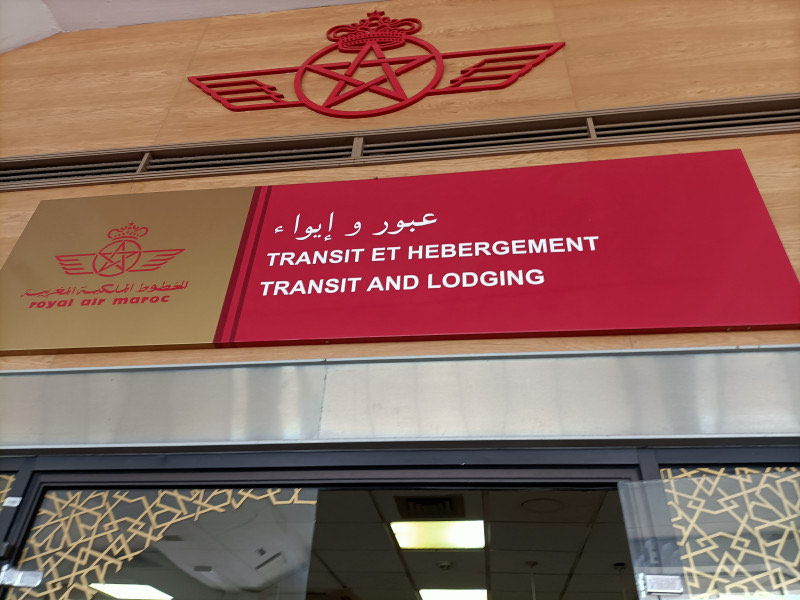 عبور و إيواء
TRANSIT ET HEBERGEMENT
TRANSIT AND LODGING
الخطوط الملكية المغربية
royal air maroc